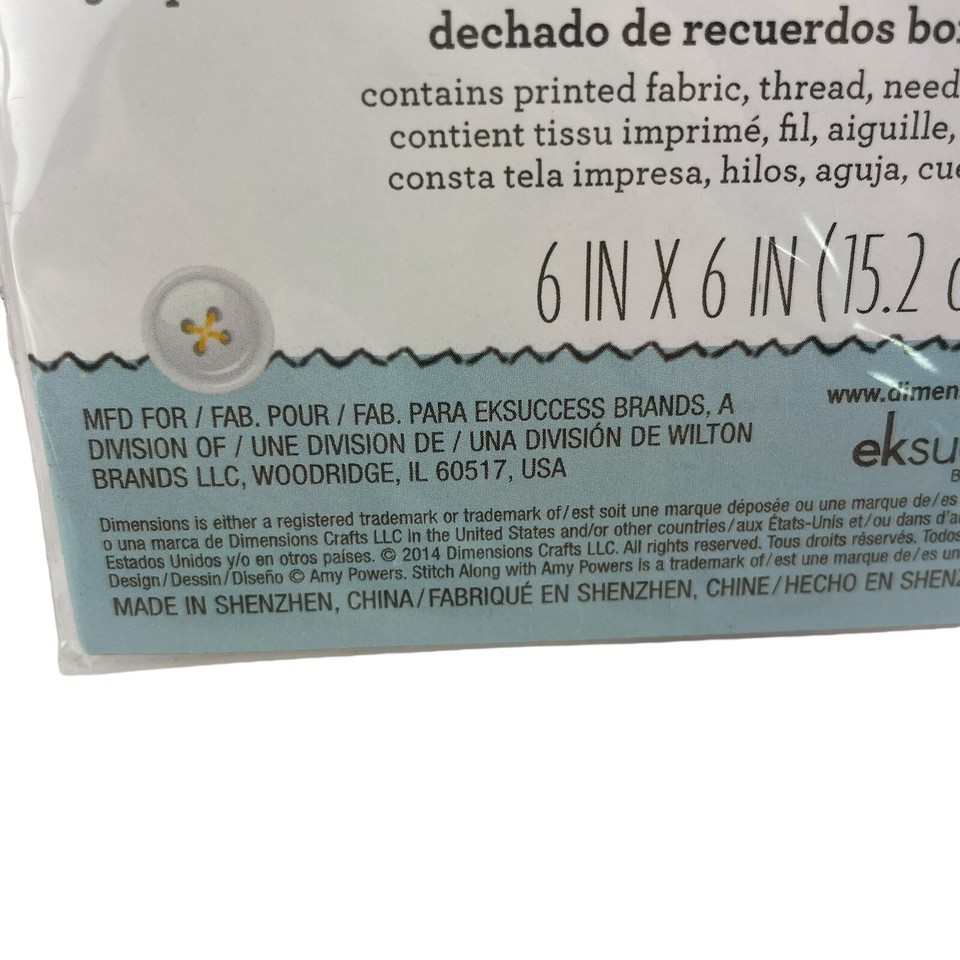 dechado de recuerdos
contains printed fabric, thread,
contient tissu imprimé, fil, aiguille,
consta tela impresa, hilos, aguja,
6 IN X 6 IN (15.2
MFD FOR / FAB. POUR / FAB. PARA EKSUCCESS BRANDS, A
DIVISION OF / UNE DIVISION DE / UNA DIVISIÓN DE WILTON
BRANDS LLC, WOODRIDGE, IL 60517, USA
www.dimen
eksu
Dimensions is either a registered trademark or trademark of/est soit une marque déposée ou une marque de/es
o una marca de Dimensions Crafts LLC in the United States and/or other countries/aux États-Unis et/ou dans
Estados Unidos y/o en otros países. © 2014 Dimensions Crafts LLC. All rights reserved. Tous droits réservés. Todos
Design/Dessin/Diseño © Amy Powers. Stitch Along with Amy Powers is a trademark of/est une marque de/es un
MADE IN SHENZHEN, CHINA/FABRIQUÉ EN SHENZHEN, CHINE/HECHO EN SHENZ